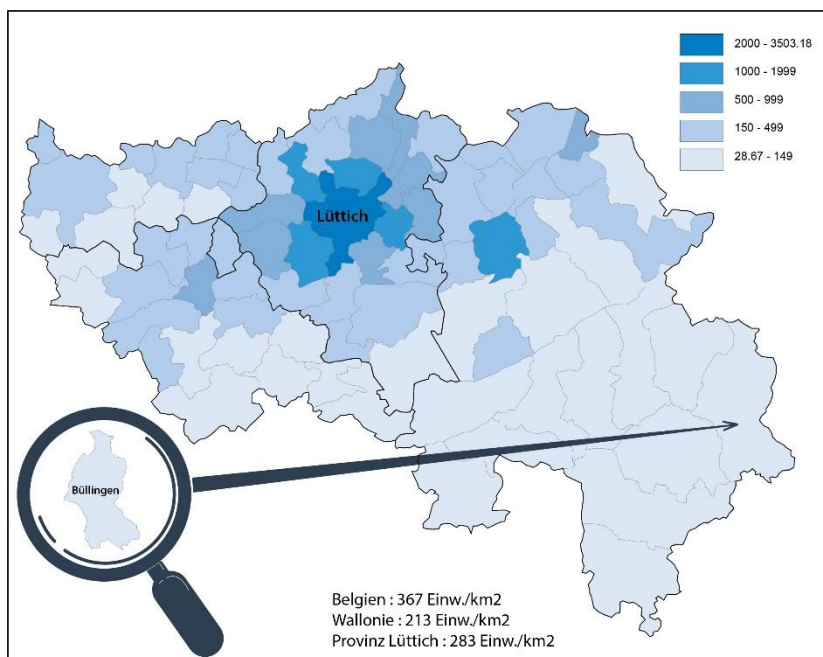 2000 - 3503.18
1000 - 1999
500 - 999
150 - 499
28.67 - 149
Lüttich
Büllingen
Belgien : 367 Einw./km2
Wallonie : 213 Einw./km2
Provinz Lüttich : 283 Einw./km2